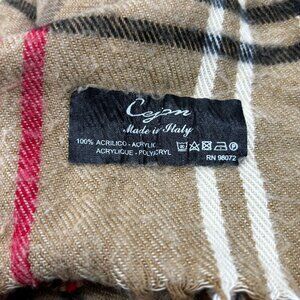 Cejon
Made in Italy
100% ACRILICO - ACRYLIC
ACRYLIQUE - POLYACRYL
RN 98072